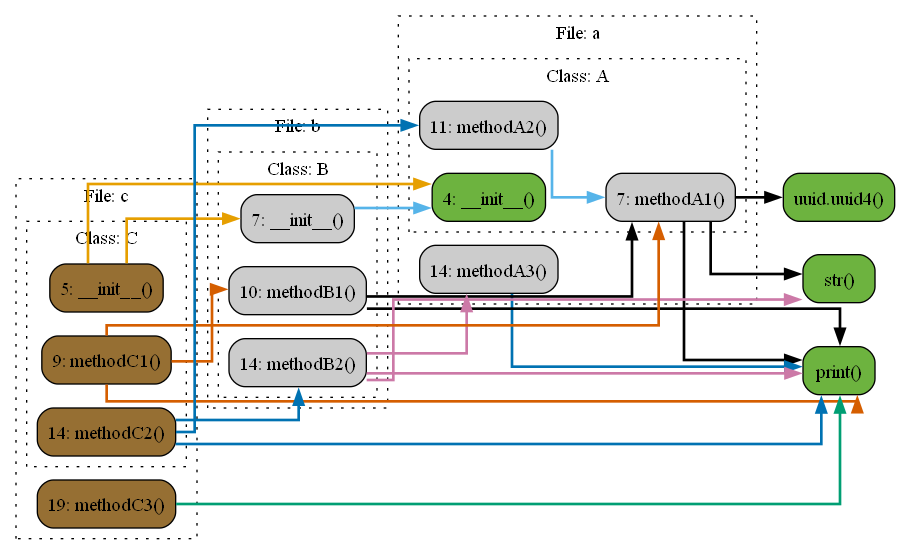 File: a
Class: A
11: methodA2()
File: b
Class: B
4: __init__()
7: methodA1()
uuid.uuid4()
File: c
7: __init__()
Class: C
14: methodA3()
str()
5: __init__()
10: methodB1()
9: methodC1()
14: methodB2()
print()
14: methodC2()
19: methodC3()